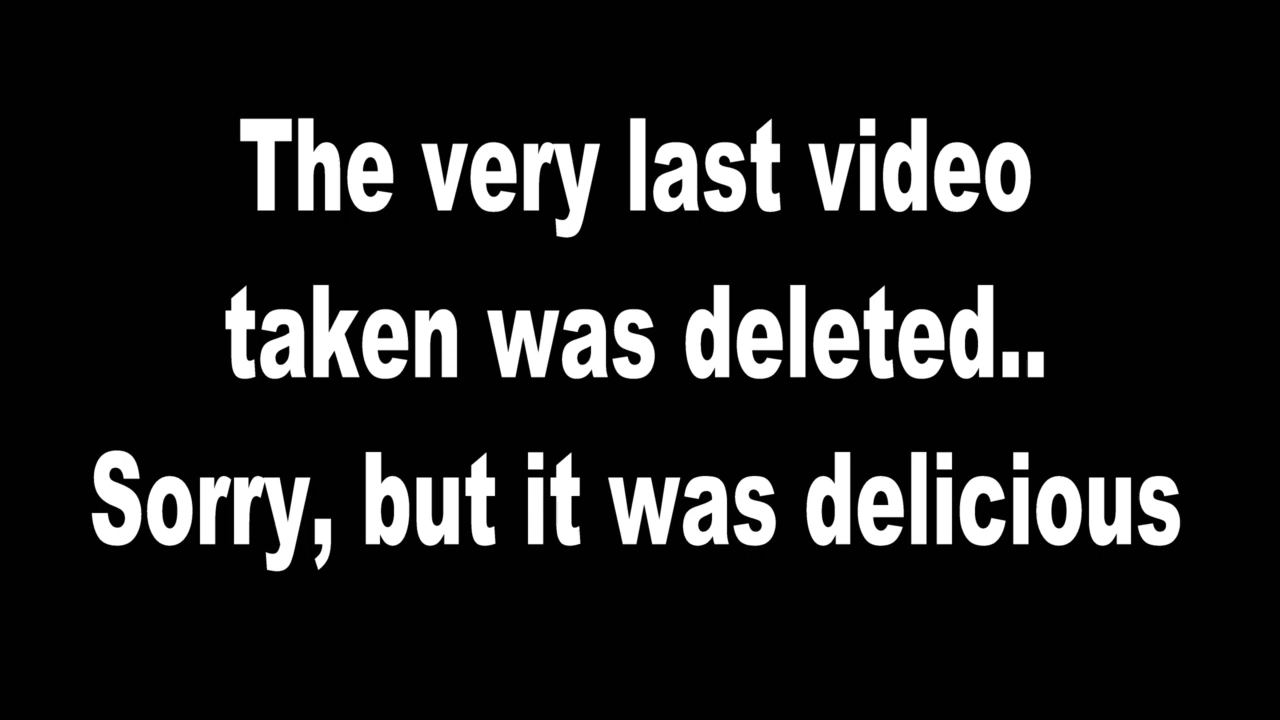 The very last video
taken was deleted..
Sorry, but it was delicious